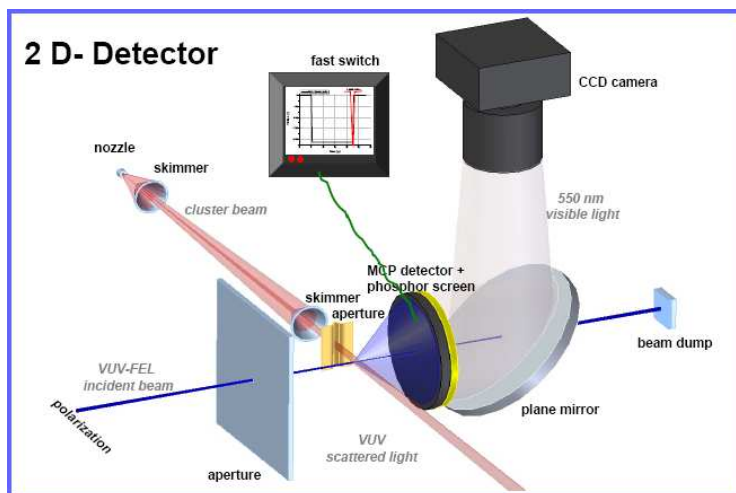 2 D- Detector
fast switch
CCD camera
nozzle
skimmer
cluster beam
550 nm
visible light
MCP detector +
phosphor screen
skimmer
aperture
beam dump
VUV-FEL
incident beam
polarization
plane mirror
VUV
scattered light
aperture